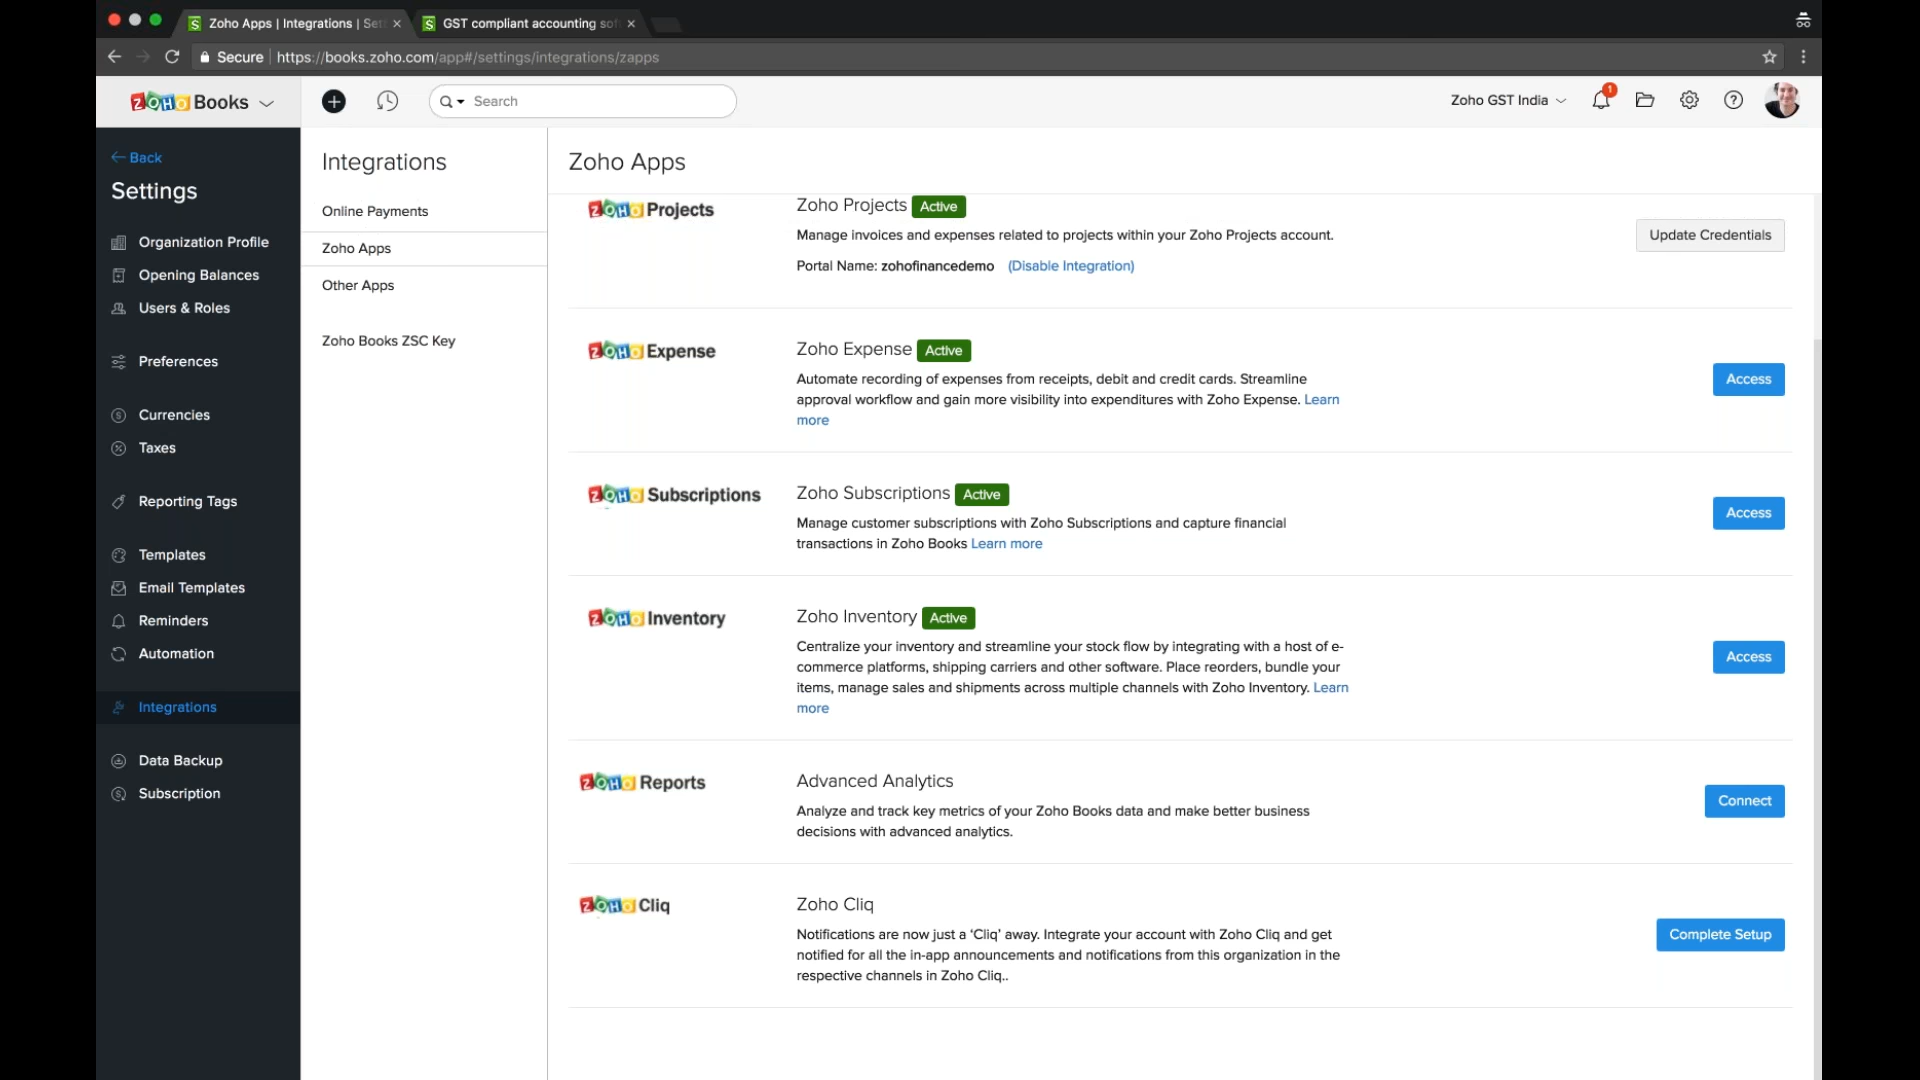 Zoho Apps | Integrations | Set
GST compliant accounting sof
Secure https://books.zoho.com/app#/settings/integrations/zapps
ZOHO Books
Search
Zoho GST India
1
Back
Settings
Organization Profile
Opening Balances
Users & Roles
Preferences
Currencies
Taxes
Reporting Tags
Templates
Email Templates
Reminders
Automation
Integrations
Data Backup
Subscription
Integrations
Online Payments
Zoho Apps
Other Apps
Zoho Books ZSC Key
Zoho Apps
ZOHO Projects
Zoho Projects Active
Manage invoices and expenses related to projects within your Zoho Projects account.
Portal Name: zohofinancedemo (Disable Integration)
Update Credentials
ZOHO Expense
Zoho Expense Active
Automate recording of expenses from receipts, debit and credit cards. Streamline
approval workflow and gain more visibility into expenditures with Zoho Expense. Learn
more
Access
ZOHO Subscriptions
Zoho Subscriptions Active
Manage customer subscriptions with Zoho Subscriptions and capture financial
transactions in Zoho Books Learn more
Access
ZOHO Inventory
Zoho Inventory Active
Centralize your inventory and streamline your stock flow by integrating with a host of e-
commerce platforms, shipping carriers and other software. Place reorders, bundle your
items, manage sales and shipments across multiple channels with Zoho Inventory. Learn
more
Access
ZOHO Reports
Advanced Analytics
Analyze and track key metrics of your Zoho Books data and make better business
decisions with advanced analytics.
Connect
ZOHO Cliq
Zoho Cliq
Notifications are now just a ‘Cliq’ away. Integrate your account with Zoho Cliq and get
notified for all the in-app announcements and notifications from this organization in the
respective channels in Zoho Cliq..
Complete Setup